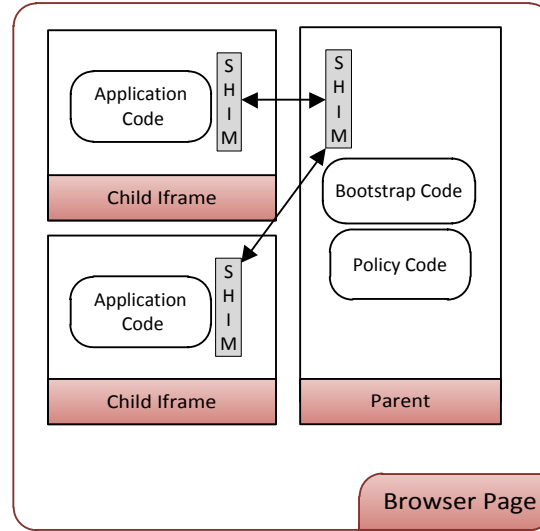 Application
Code
S
H
I
M
Child Iframe
Application
Code
S
H
I
M
Child Iframe
S
H
I
M
Bootstrap Code
Policy Code
Parent
Browser Page